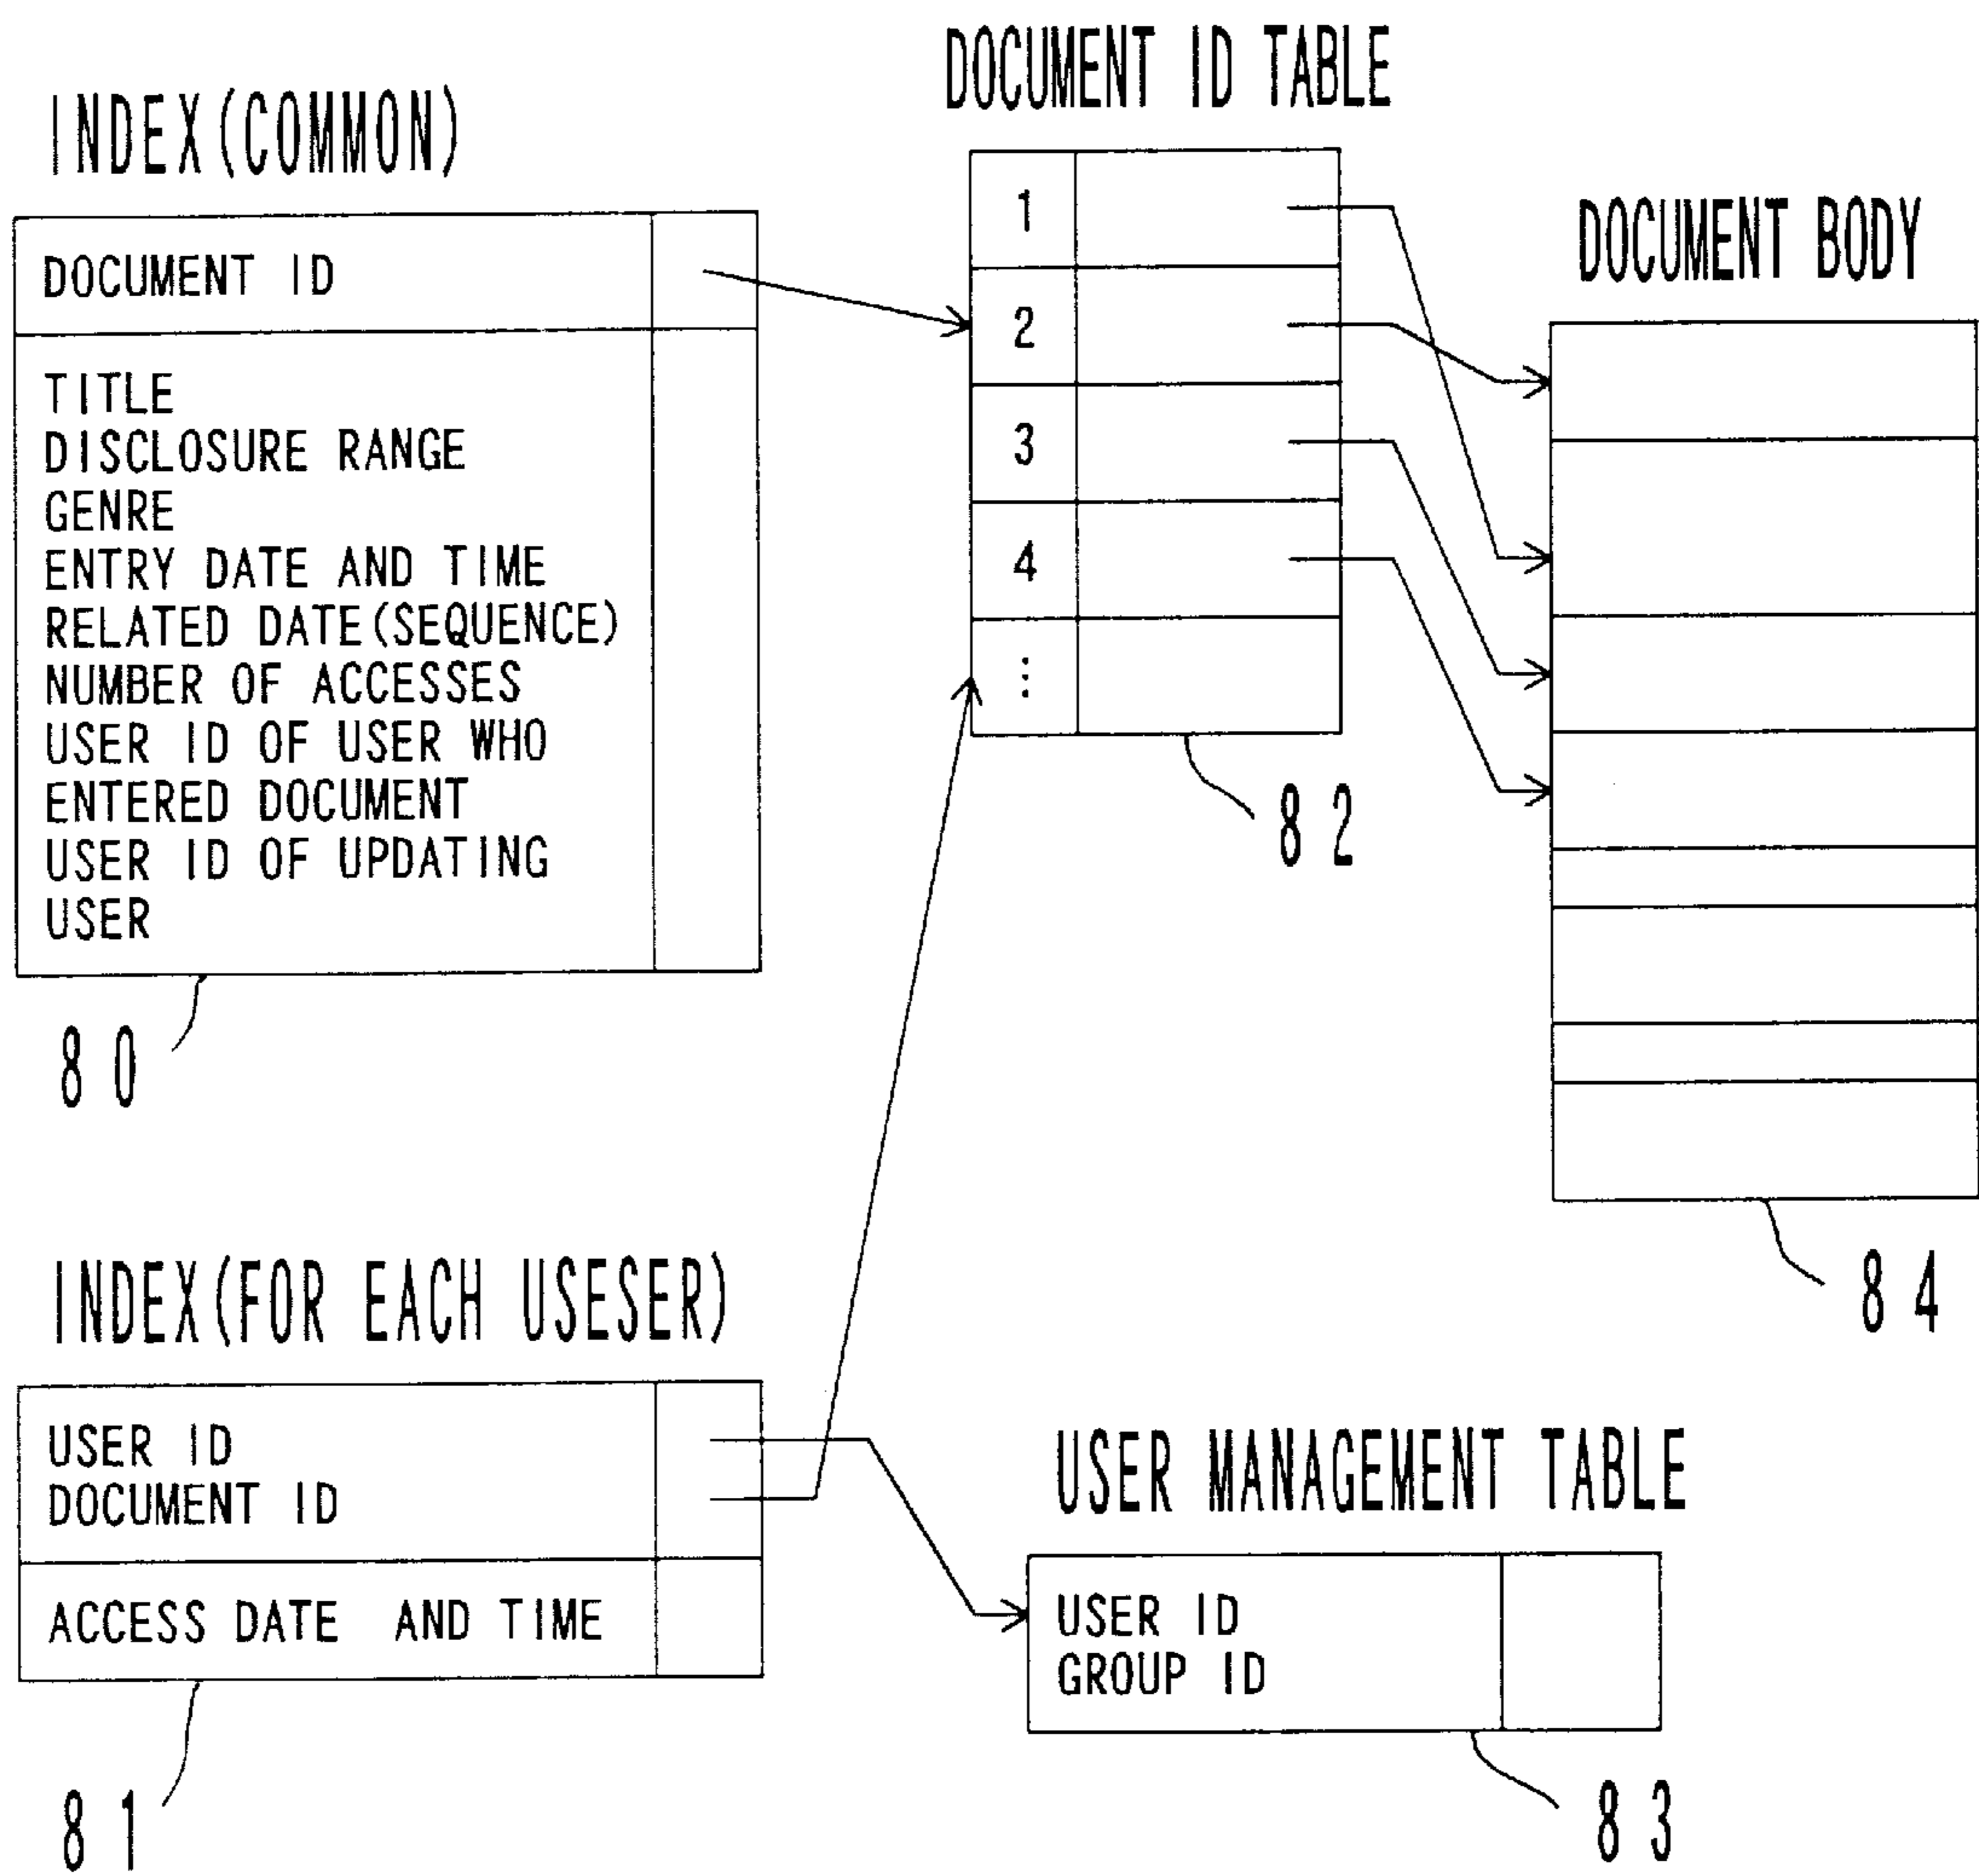 INDEX(COMMON)
DOCUMENT ID
TITLE
DISCLOSURE RANGE
GENRE
ENTRY DATE AND TIME
RELATED DATE(SEQUENCE)
NUMBER OF ACCESSES
USER ID OF USER WHO
ENTERED DOCUMENT
USER ID OF UPDATING
USER
80
DOCUMENT ID TABLE
1
2
3
4
⋮
82
DOCUMENT BODY
84
INDEX(FOR EACH USESER)
USER ID
DOCUMENT ID
ACCESS DATE AND TIME
81
USER MANAGEMENT TABLE
USER ID
GROUP ID
83